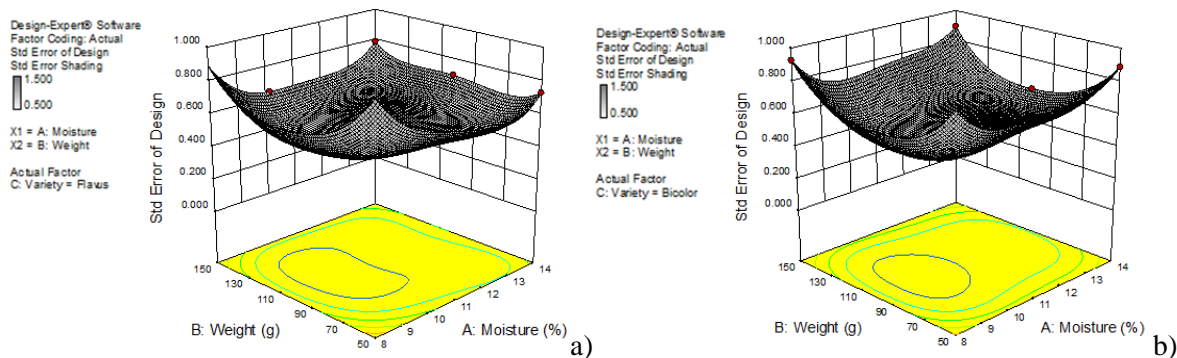 Design-Expert® Software
Factor Coding: Actual
Std Error of Design
Std Error Shading
1.500
0.500
X1 = A: Moisture
X2 = B: Weight
Actual Factor
C: Variety = Flavus
1.000
0.800
0.600
0.400
0.200
0.000
Std Error of Design
150
130
110
90
70
50
B: Weight (g)
8
9
10
11
12
13
14
A: Moisture (%)
a)
Design-Expert® Software
Factor Coding: Actual
Std Error of Design
Std Error Shading
1.500
0.500
X1 = A: Moisture
X2 = B: Weight
Actual Factor
C: Variety = Bicolor
1.000
0.800
0.600
0.400
0.200
0.000
Std Error of Design
150
130
110
90
70
50
B: Weight (g)
8
9
10
11
12
13
14
A: Moisture (%)
b)